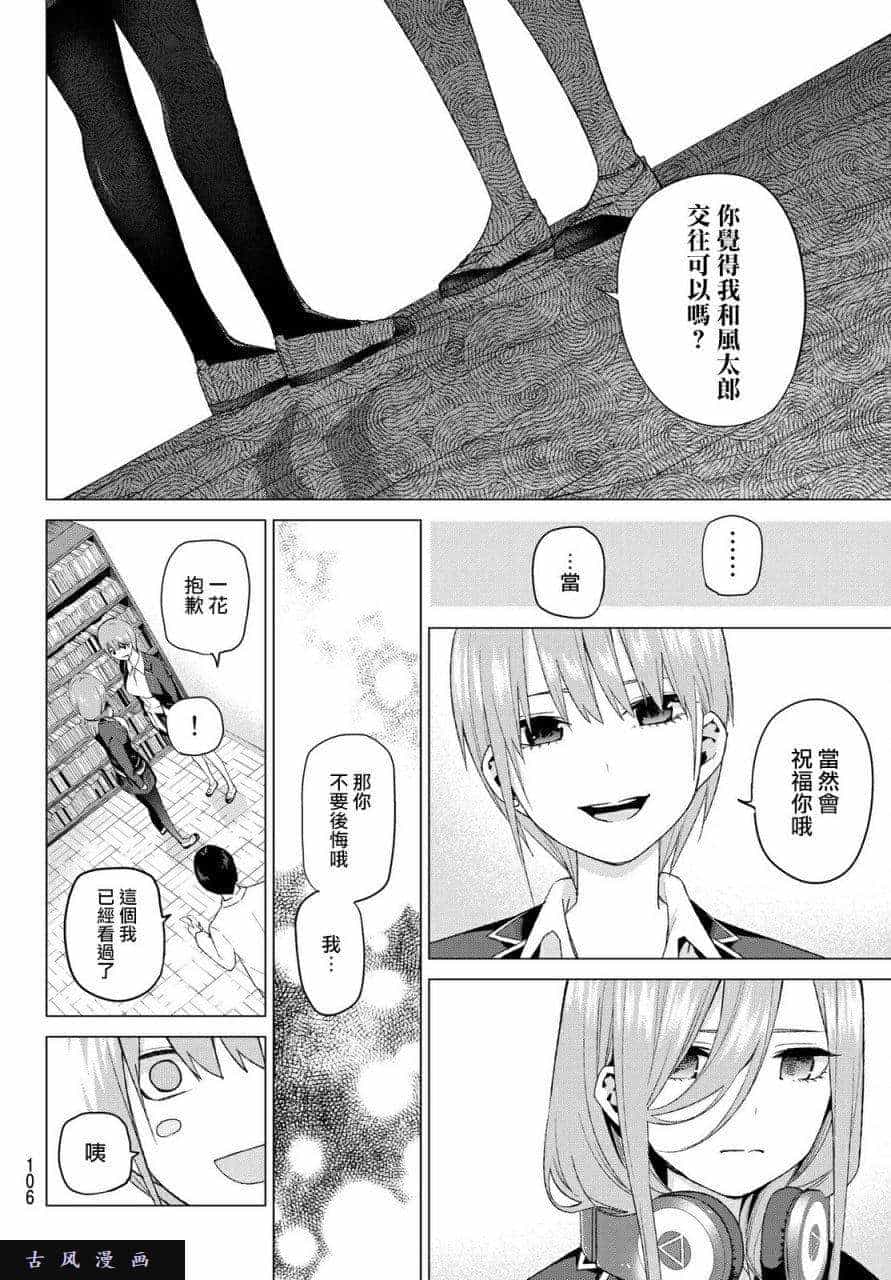 你覺得我和風太郎
交往可以嗎？
……
…當
當然會
祝福你哦
那你
不要後悔哦
我…
一花
抱歉
！
這個我
已經看過了
咦
106
古风漫画